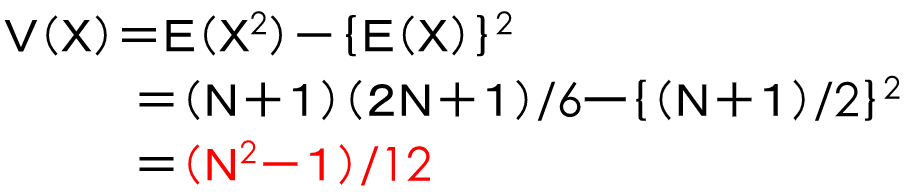 V(X)=E(X²)−{E(X)}²
=(N+1)(2N+1)/6−{(N+1)/2}²
=(N²−1)/12